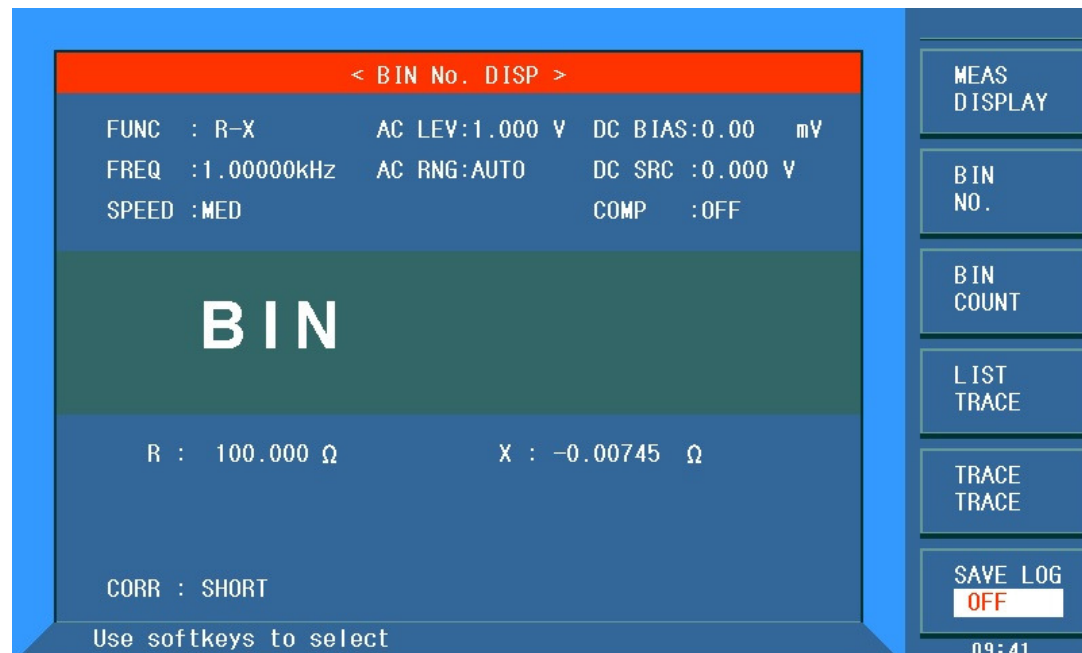 < BIN No. DISP >
FUNC : R-X AC LEV:1.000 V DC BIAS:0.00 mV
FREQ :1.00000kHz AC RNG:AUTO DC SRC :0.000 V
SPEED :MED COMP :OFF
BIN
R : 100.000 Ω X : -0.00745 Ω
CORR : SHORT
Use softkeys to select
MEAS
DISPLAY
BIN
NO.
BIN
COUNT
LIST
TRACE
TRACE
TRACE
SAVE LOG
OFF
09:41